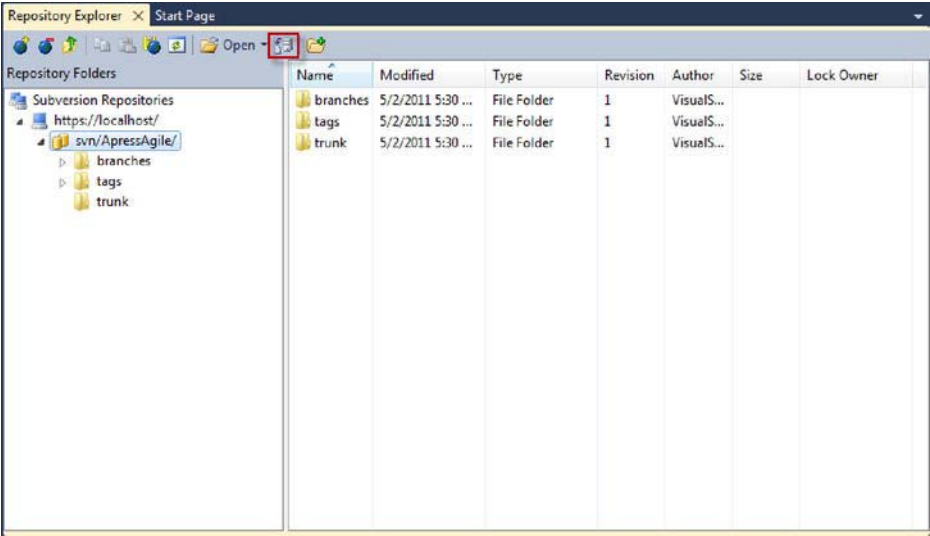 Repository Explorer Start Page
Open
Repository Folders
Name Modified Type Revision Author Size Lock Owner
Subversion Repositories
https://localhost/
svn/ApressAgile/
branches
tags
trunk
branches 5/2/2011 5:30 ... File Folder 1 VisualS...
tags 5/2/2011 5:30 ... File Folder 1 VisualS...
trunk 5/2/2011 5:30 ... File Folder 1 VisualS...